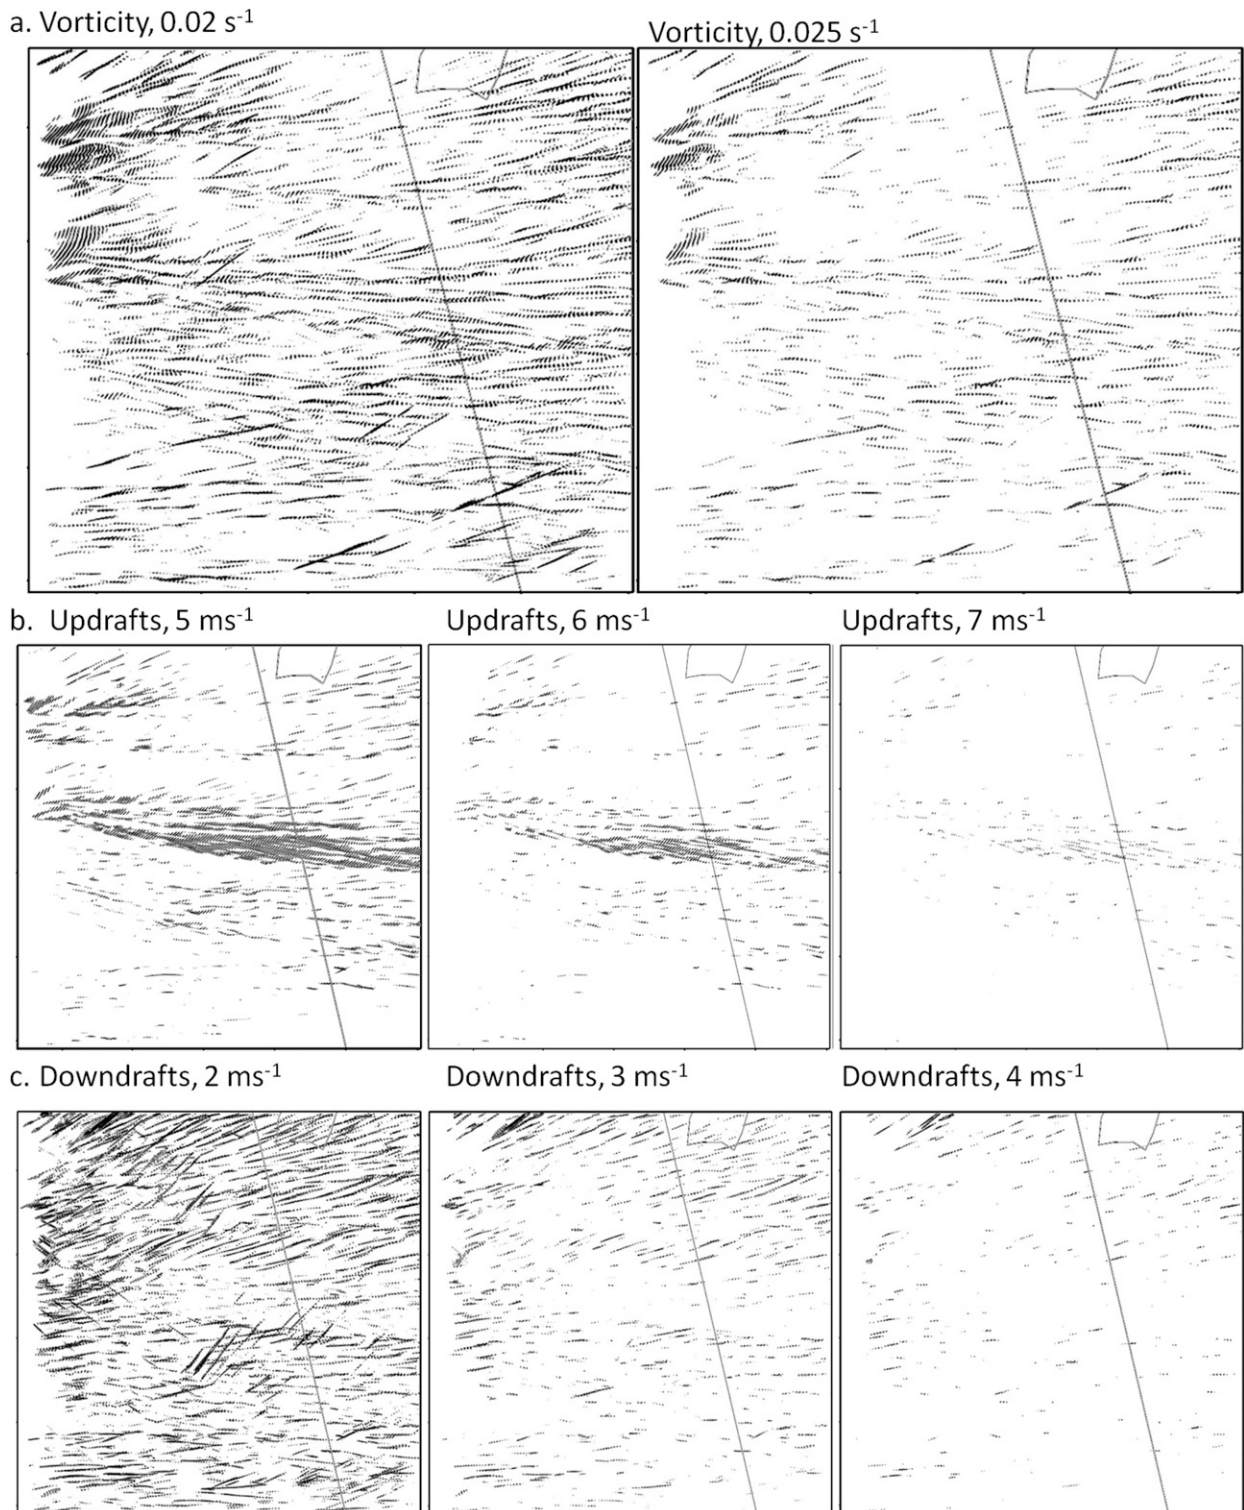 a. Vorticity, 0.02 s⁻¹
Vorticity, 0.025 s⁻¹
b. Updrafts, 5 ms⁻¹
Updrafts, 6 ms⁻¹
Updrafts, 7 ms⁻¹
c. Downdrafts, 2 ms⁻¹
Downdrafts, 3 ms⁻¹
Downdrafts, 4 ms⁻¹